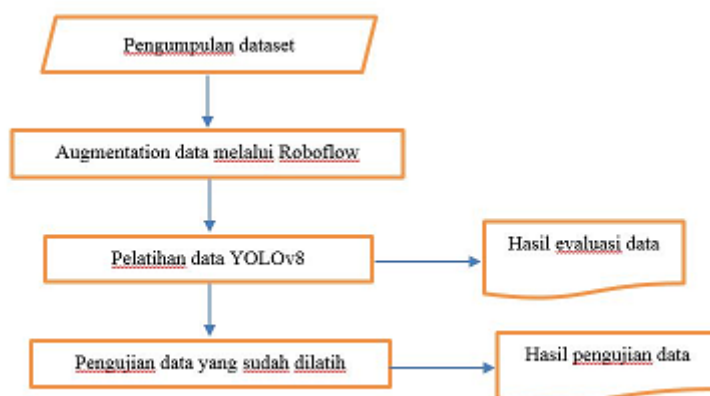 Pengumpulan dataset
Augmentation data melalui Roboflow
Pelatihan data YOLOv8
Hasil evaluasi data
Pengujian data yang sudah dilatih
Hasil pengujian data